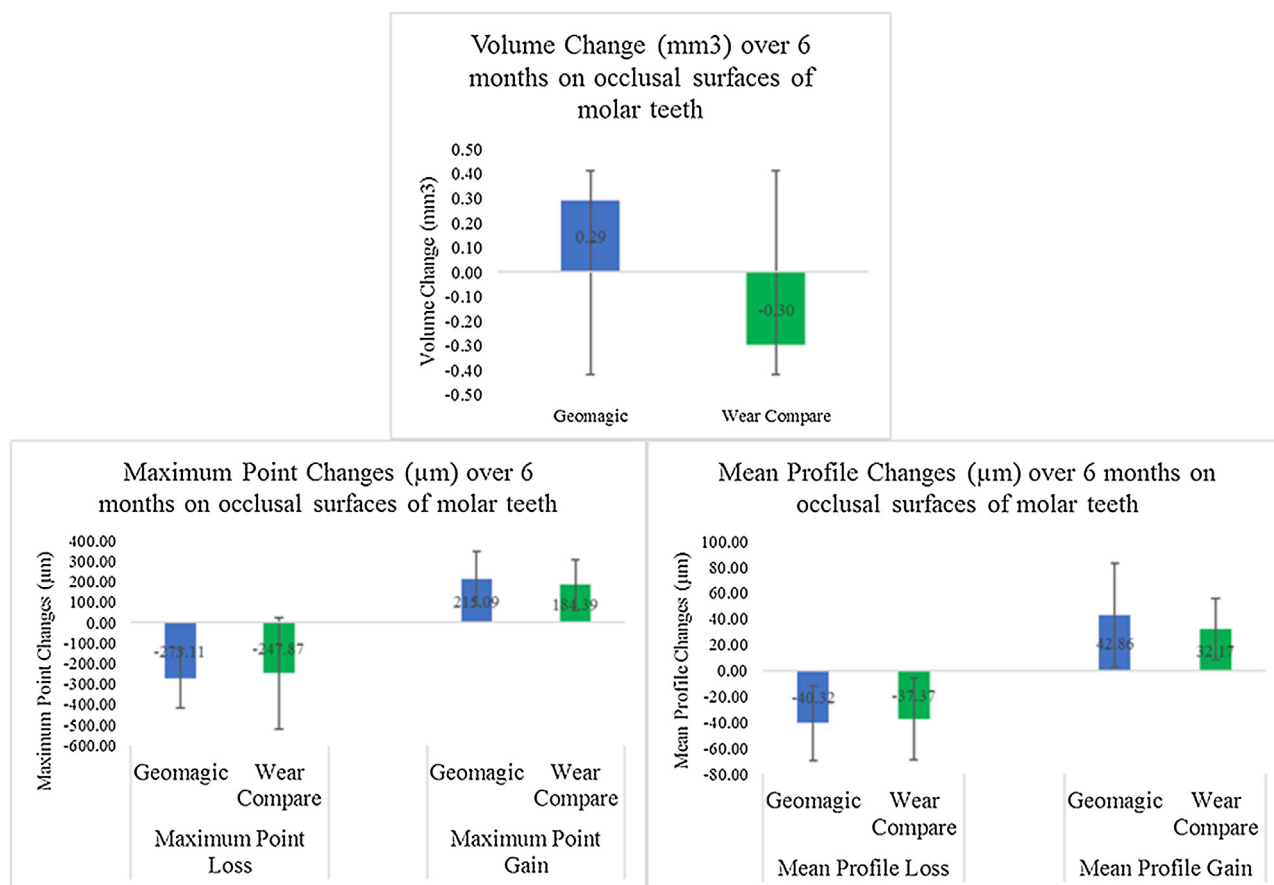 Volume Change (mm3) over 6
months on occlusal surfaces of
molar teeth
Volume Change (mm3)
0.50
0.40
0.30
0.20
0.10
0.00
-0.10
-0.20
-0.30
-0.40
-0.50
0.29
-0.30
Geomagic
Wear Compare
Maximum Point Changes (µm) over 6
months on occlusal surfaces of molar teeth
Maximum Point Changes (µm)
400.00
300.00
200.00
100.00
0.00
-100.00
-200.00
-300.00
-400.00
-500.00
-600.00
-273.11
-247.87
215.09
184.39
Geomagic
Wear
Compare
Geomagic
Wear
Compare
Maximum Point
Loss
Maximum Point
Gain
Mean Profile Changes (µm) over 6 months on
occlusal surfaces of molar teeth
Mean Profile Changes (µm)
100.00
80.00
60.00
40.00
20.00
0.00
-20.00
-40.00
-60.00
-80.00
-40.32
-37.37
42.86
32.17
Geomagic
Wear
Compare
Geomagic
Wear
Compare
Mean Profile Loss
Mean Profile Gain